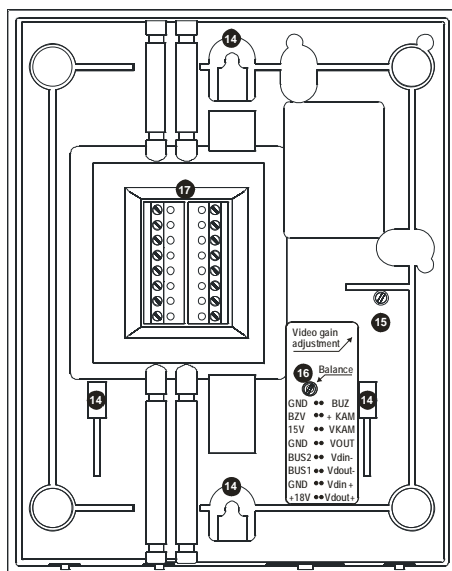 14
17
15
Video gain
adjustment
16 Balance
14
14
GND BUZ
BZV + KAM
15V VKAM
GND VOUT
BUS2 Vdin-
BUS1 Vdout-
GND Vdin +
+18V Vdout+
14